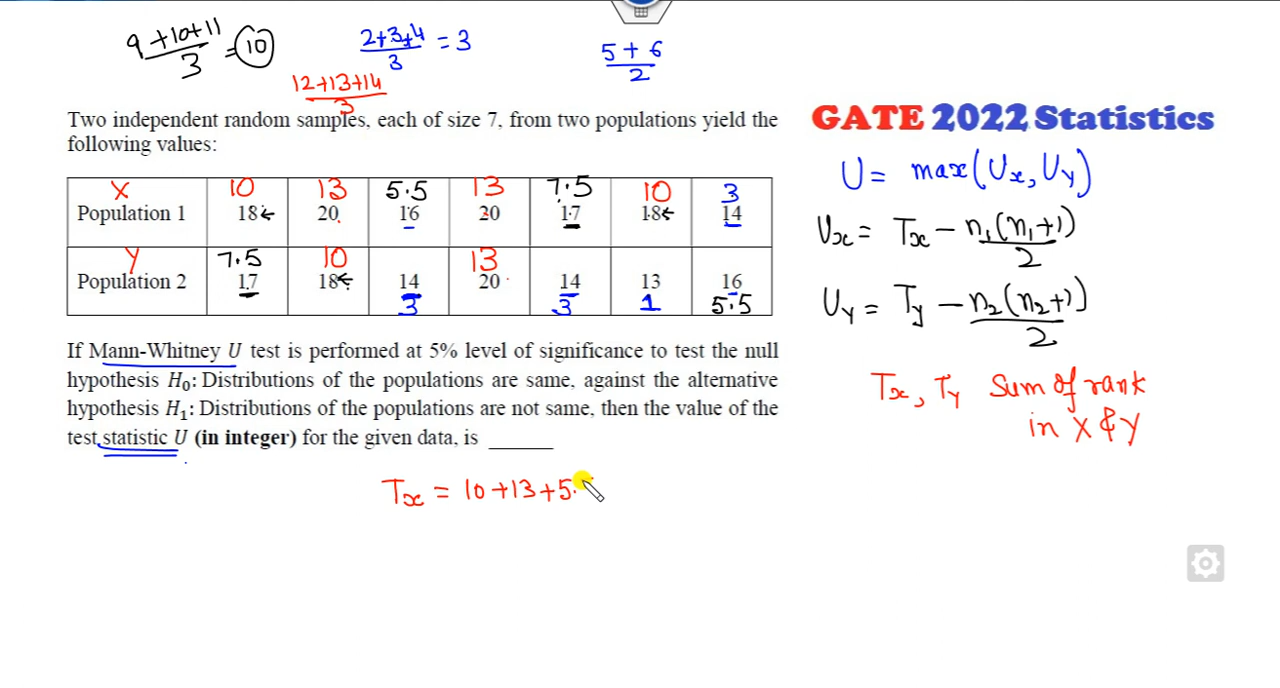 9+10+11/3 = 10
2+3+4/3 = 3
5+6/2
12+13+14/3
Two independent random samples, each of size 7, from two populations yield the
following values:
X 10 13 5.5 13 7.5 10 3
Population 1 18 20 16 20 17 18 14
Y 7.5 10 13
Population 2 17 18 14 20 14 13 16
3 3 1 5.5
If Mann-Whitney U test is performed at 5% level of significance to test the null
hypothesis H0: Distributions of the populations are same, against the alternative
hypothesis H1: Distributions of the populations are not same, then the value of the
test statistic U (in integer) for the given data, is ______
Tx = 10+13+5.
GATE 2022 Statistics
U = max(Ux, Uy)
Ux = Tx - n1(n1+1)/2
Uy = Ty - n2(n2+1)/2
Tx, Ty Sum of rank
in X & Y